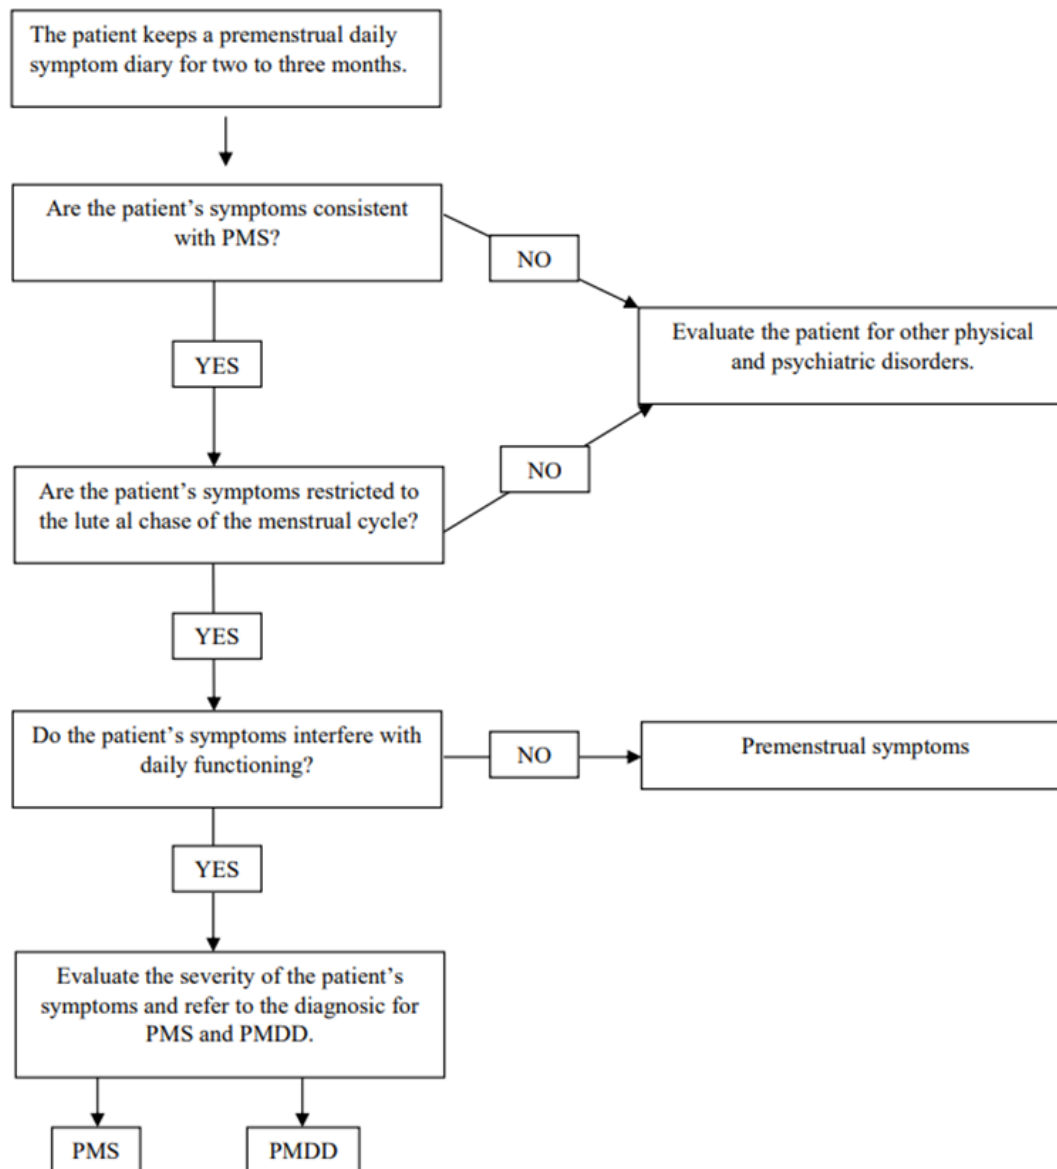 The patient keeps a premenstrual daily
symptom diary for two to three months.
Are the patient's symptoms consistent
with PMS?
NO
Evaluate the patient for other physical
and psychiatric disorders.
YES
NO
Are the patient's symptoms restricted to
the lute al chase of the menstrual cycle?
YES
Do the patient's symptoms interfere with
daily functioning?
NO
Premenstrual symptoms
YES
Evaluate the severity of the patient's
symptoms and refer to the diagnosic for
PMS and PMDD.
PMS
PMDD